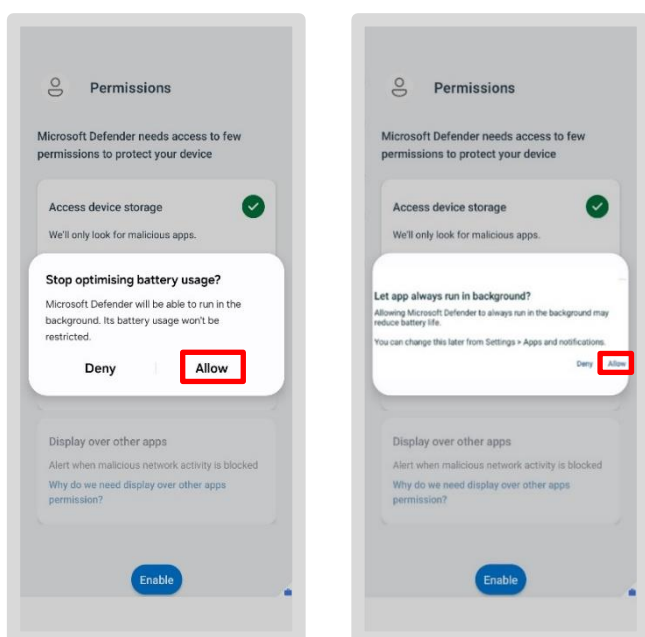 Permissions
Microsoft Defender needs access to few
permissions to protect your device
Access device storage
We'll only look for malicious apps.
Stop optimising battery usage?
Microsoft Defender will be able to run in the
background. Its battery usage won't be
restricted.
Deny
Allow
Display over other apps
Alert when malicious network activity is blocked
Why do we need display over other apps
permission?
Enable
Permissions
Microsoft Defender needs access to few
permissions to protect your device
Access device storage
We'll only look for malicious apps.
Let app always run in background?
Allowing Microsoft Defender to always run in the background may
reduce battery life.
You can change this later from Settings > Apps and notifications.
Deny
Allow
Display over other apps
Alert when malicious network activity is blocked
Why do we need display over other apps
permission?
Enable